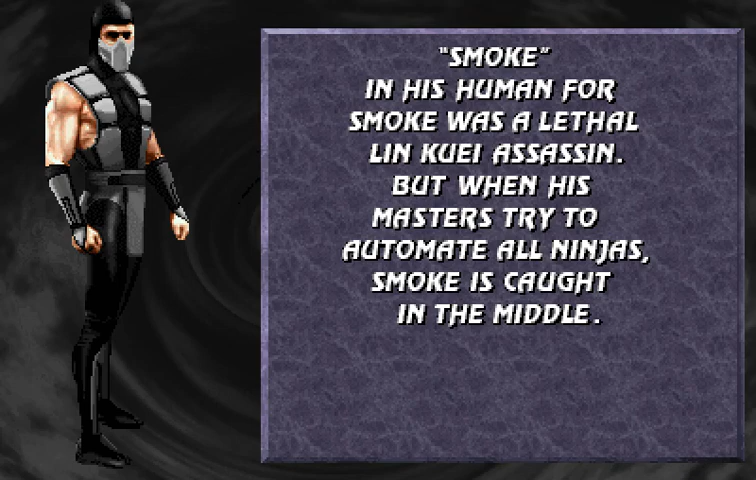 "SMOKE"
IN HIS HUMAN FOR
SMOKE WAS A LETHAL
LIN KUEI ASSASSIN.
BUT WHEN HIS
MASTERS TRY TO
AUTOMATE ALL NINJAS,
SMOKE IS CAUGHT
IN THE MIDDLE.